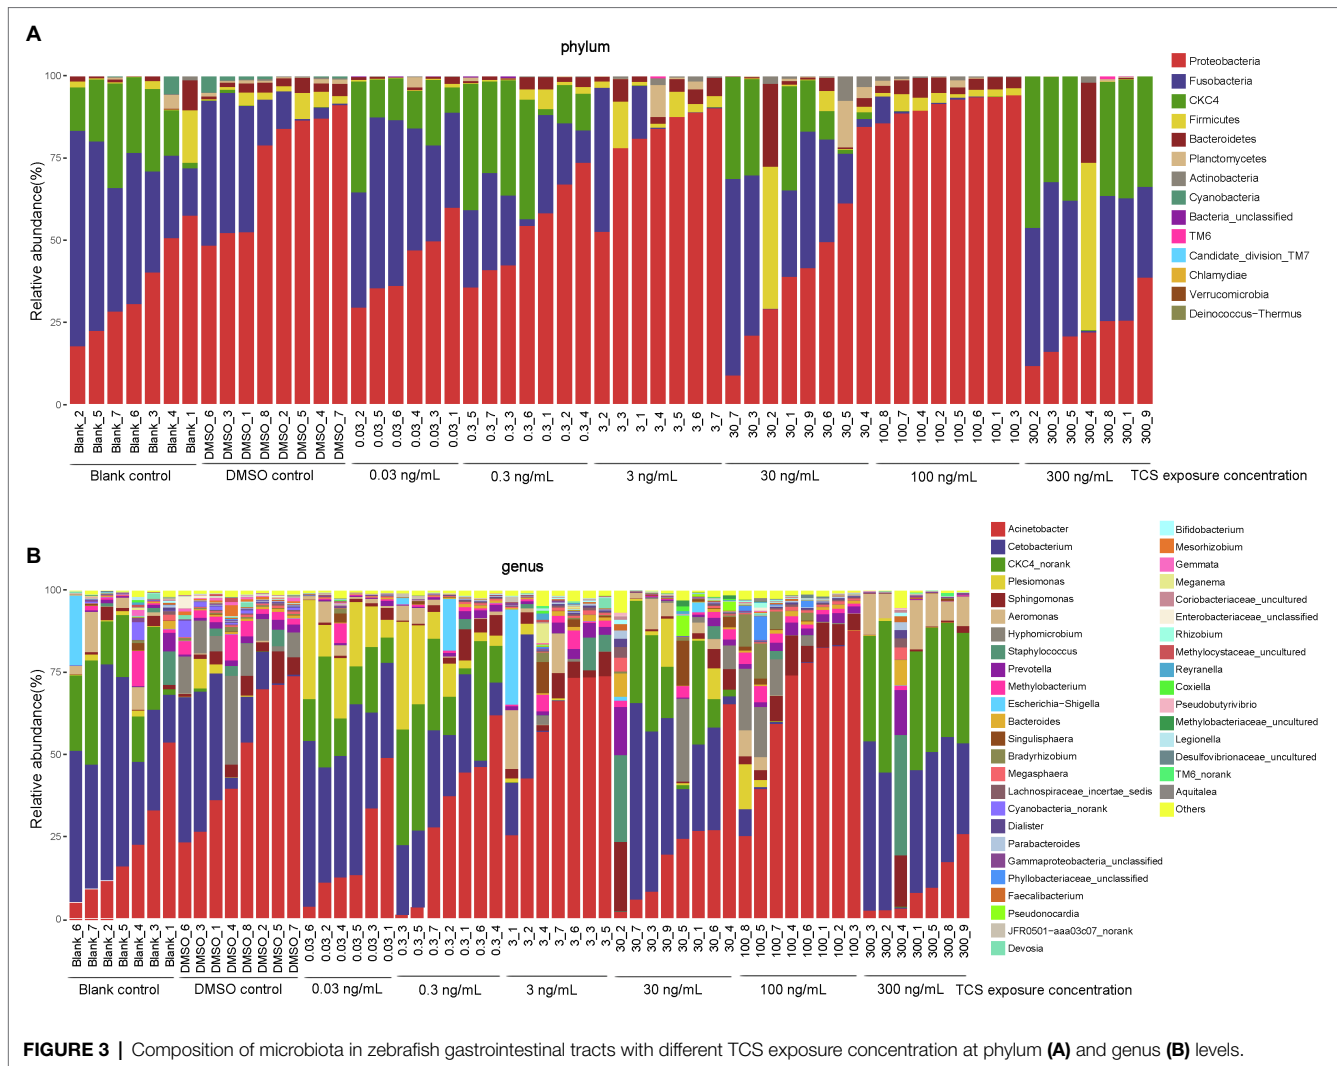 A
phylum
Relative abundance(%)
100
75
50
25
0
Blank_2
Blank_5
Blank_7
Blank_6
Blank_3
Blank_4
Blank_1
DMSO_6
DMSO_3
DMSO_1
DMSO_8
DMSO_2
DMSO_5
DMSO_4
DMSO_7
0.03_2
0.03_5
0.03_6
0.03_4
0.03_3
0.03_1
0.3_5
0.3_7
0.3_3
0.3_6
0.3_1
0.3_2
0.3_4
3_2
3_3
3_1
3_4
3_5
3_6
3_7
30_7
30_3
30_2
30_1
30_9
30_6
30_5
30_4
100_8
100_7
100_4
100_2
100_5
100_6
100_1
100_3
300_2
300_3
300_5
300_4
300_8
300_1
300_9
Blank control
DMSO control
0.03 ng/mL
0.3 ng/mL
3 ng/mL
30 ng/mL
100 ng/mL
300 ng/mL
TCS exposure concentration
Proteobacteria
Fusobacteria
CKC4
Firmicutes
Bacteroidetes
Planctomycetes
Actinobacteria
Cyanobacteria
Bacteria_unclassified
TM6
Candidate_division_TM7
Chlamydiae
Verrucomicrobia
Deinococcus-Thermus
B
genus
Relative abundance(%)
100
75
50
25
0
Blank_6
Blank_7
Blank_2
Blank_5
Blank_4
Blank_3
Blank_1
DMSO_6
DMSO_3
DMSO_1
DMSO_4
DMSO_8
DMSO_2
DMSO_5
DMSO_7
0.03_6
0.03_2
0.03_4
0.03_5
0.03_3
0.03_1
0.3_3
0.3_5
0.3_7
0.3_2
0.3_1
0.3_6
0.3_4
3_1
3_2
3_4
3_7
3_6
3_3
3_5
30_2
30_7
30_3
30_9
30_5
30_1
30_6
30_4
100_8
100_5
100_7
100_4
100_6
100_1
100_2
100_3
300_3
300_2
300_4
300_1
300_5
300_8
300_9
Blank control
DMSO control
0.03 ng/mL
0.3 ng/mL
3 ng/mL
30 ng/mL
100 ng/mL
300 ng/mL
TCS exposure concentration
Acinetobacter
Cetobacterium
CKC4_norank
Plesiomonas
Sphingomonas
Aeromonas
Hyphomicrobium
Staphylococcus
Prevotella
Methylobacterium
Escherichia-Shigella
Bacteroides
Singulisphaera
Bradyrhizobium
Megasphaera
Lachnospiraceae_incertae_sedis
Cyanobacteria_norank
Dialister
Parabacteroides
Gammaproteobacteria_unclassified
Phyllobacteriaceae_unclassified
Faecalibacterium
Pseudonocardia
JFR0501-aaa03c07_norank
Devosia
Bifidobacterium
Mesorhizobium
Gemmata
Meganema
Coriobacteriaceae_uncultured
Enterobacteriaceae_unclassified
Rhizobium
Methylocystaceae_uncultured
Reyranella
Coxiella
Pseudobutyrivibrio
Methylobacteriaceae_uncultured
Legionella
Desulfovibrionaceae_uncultured
TM6_norank
Aquitalea
Others
FIGURE 3 | Composition of microbiota in zebrafish gastrointestinal tracts with different TCS exposure concentration at phylum (A) and genus (B) levels.